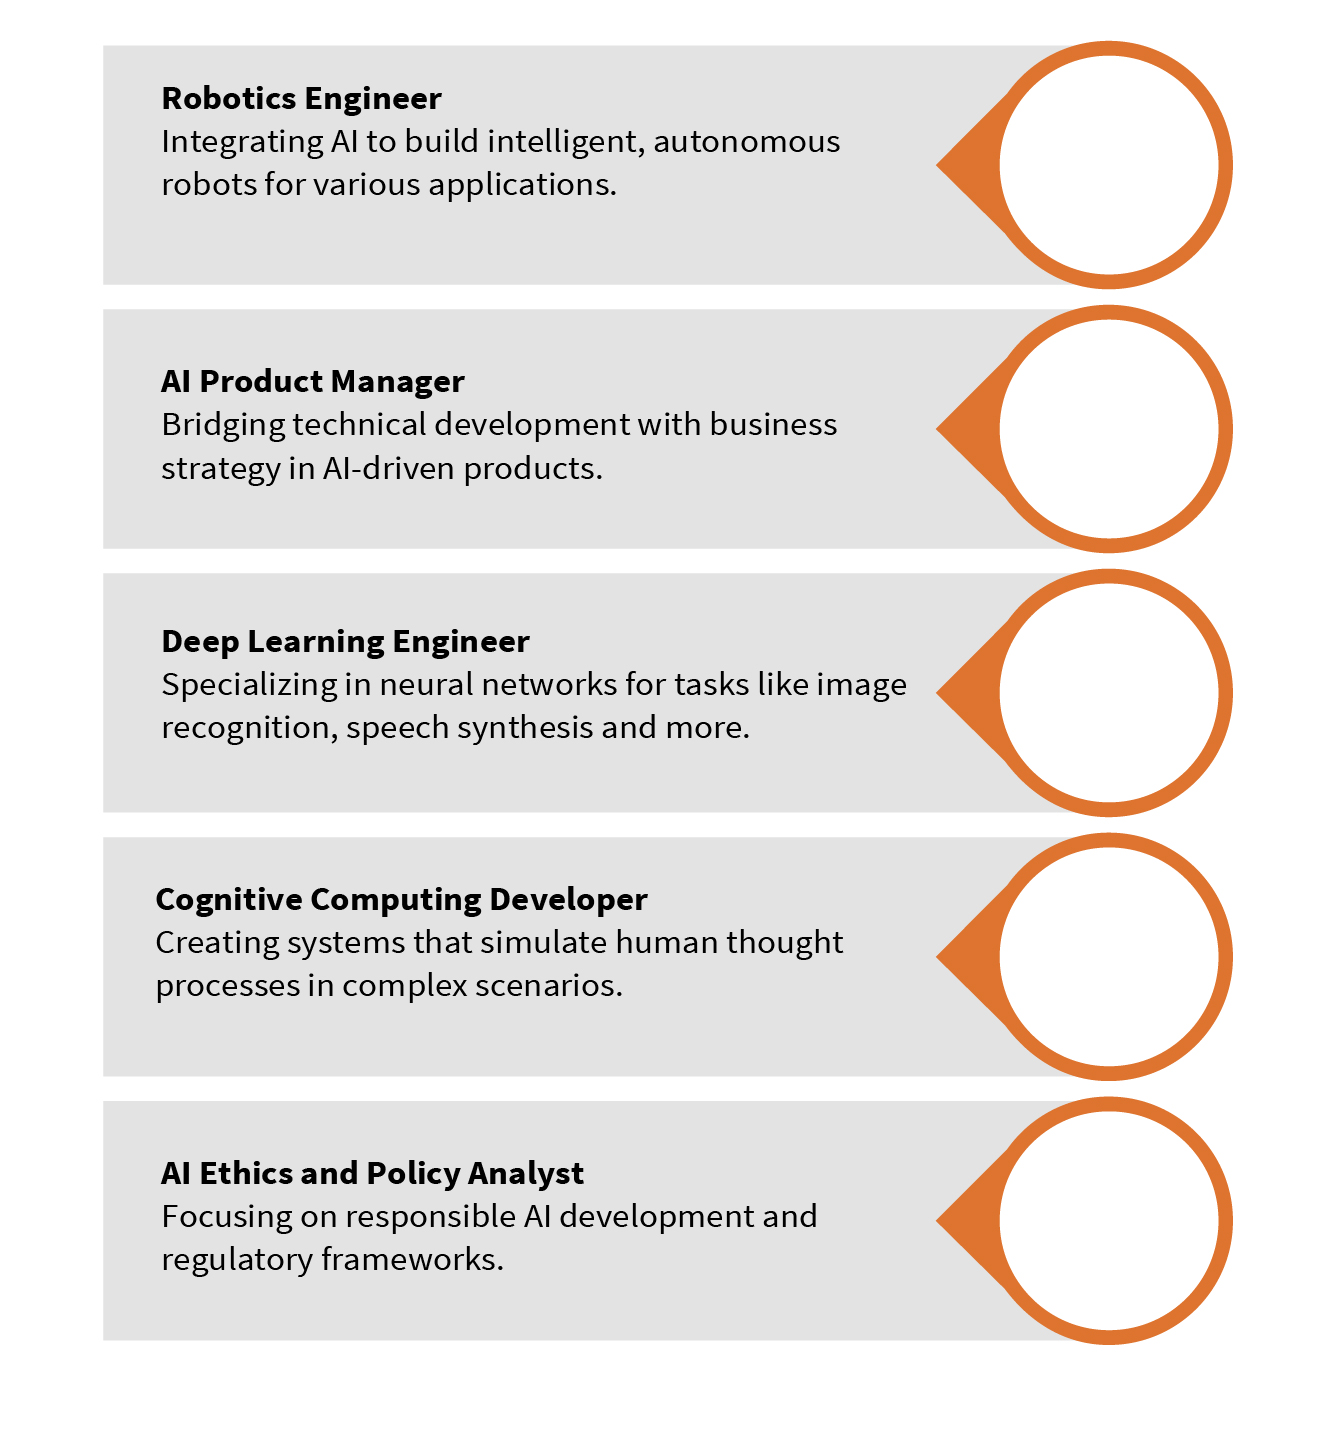 Robotics Engineer
Integrating AI to build intelligent, autonomous
robots for various applications.
AI Product Manager
Bridging technical development with business
strategy in AI-driven products.
Deep Learning Engineer
Specializing in neural networks for tasks like image
recognition, speech synthesis and more.
Cognitive Computing Developer
Creating systems that simulate human thought
processes in complex scenarios.
AI Ethics and Policy Analyst
Focusing on responsible AI development and
regulatory frameworks.